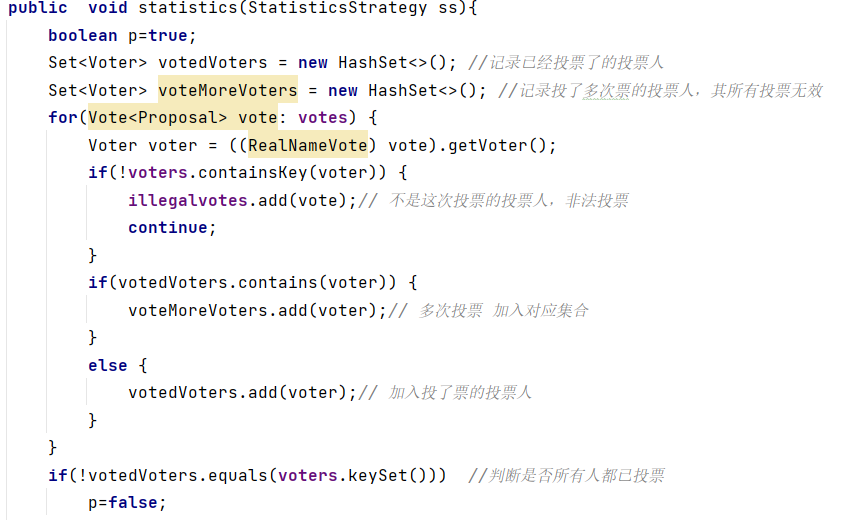 public  void statistics(StatisticsStrategy ss){
    boolean p=true;
    Set<Voter> votedVoters = new HashSet<>(); //记录已经投票了的投票人
    Set<Voter> voteMoreVoters = new HashSet<>(); //记录投了多次票的投票人，其所有投票无效
    for(Vote<Proposal> vote: votes) {
        Voter voter = ((RealNameVote) vote).getVoter();
        if(!voters.containsKey(voter)) {
            illegalvotes.add(vote);// 不是这次投票的投票人，非法投票
            continue;
        }
        if(votedVoters.contains(voter)) {
            voteMoreVoters.add(voter);// 多次投票 加入对应集合
        }
        else {
            votedVoters.add(voter);// 加入投了票的投票人
        }
    }
    if(!votedVoters.equals(voters.keySet()))  //判断是否所有人都已投票
        p=false;